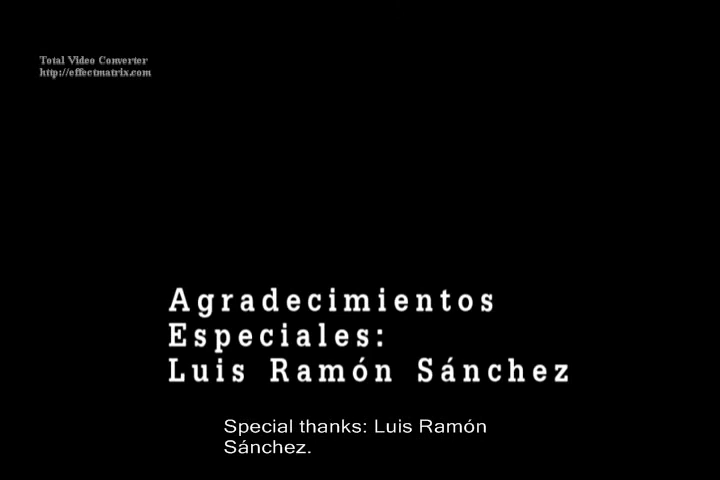 Total Video Converter
http://effectmatrix.com
Agradecimientos
Especiales:
Luis Ramón Sánchez
Special thanks: Luis Ramón
Sánchez.